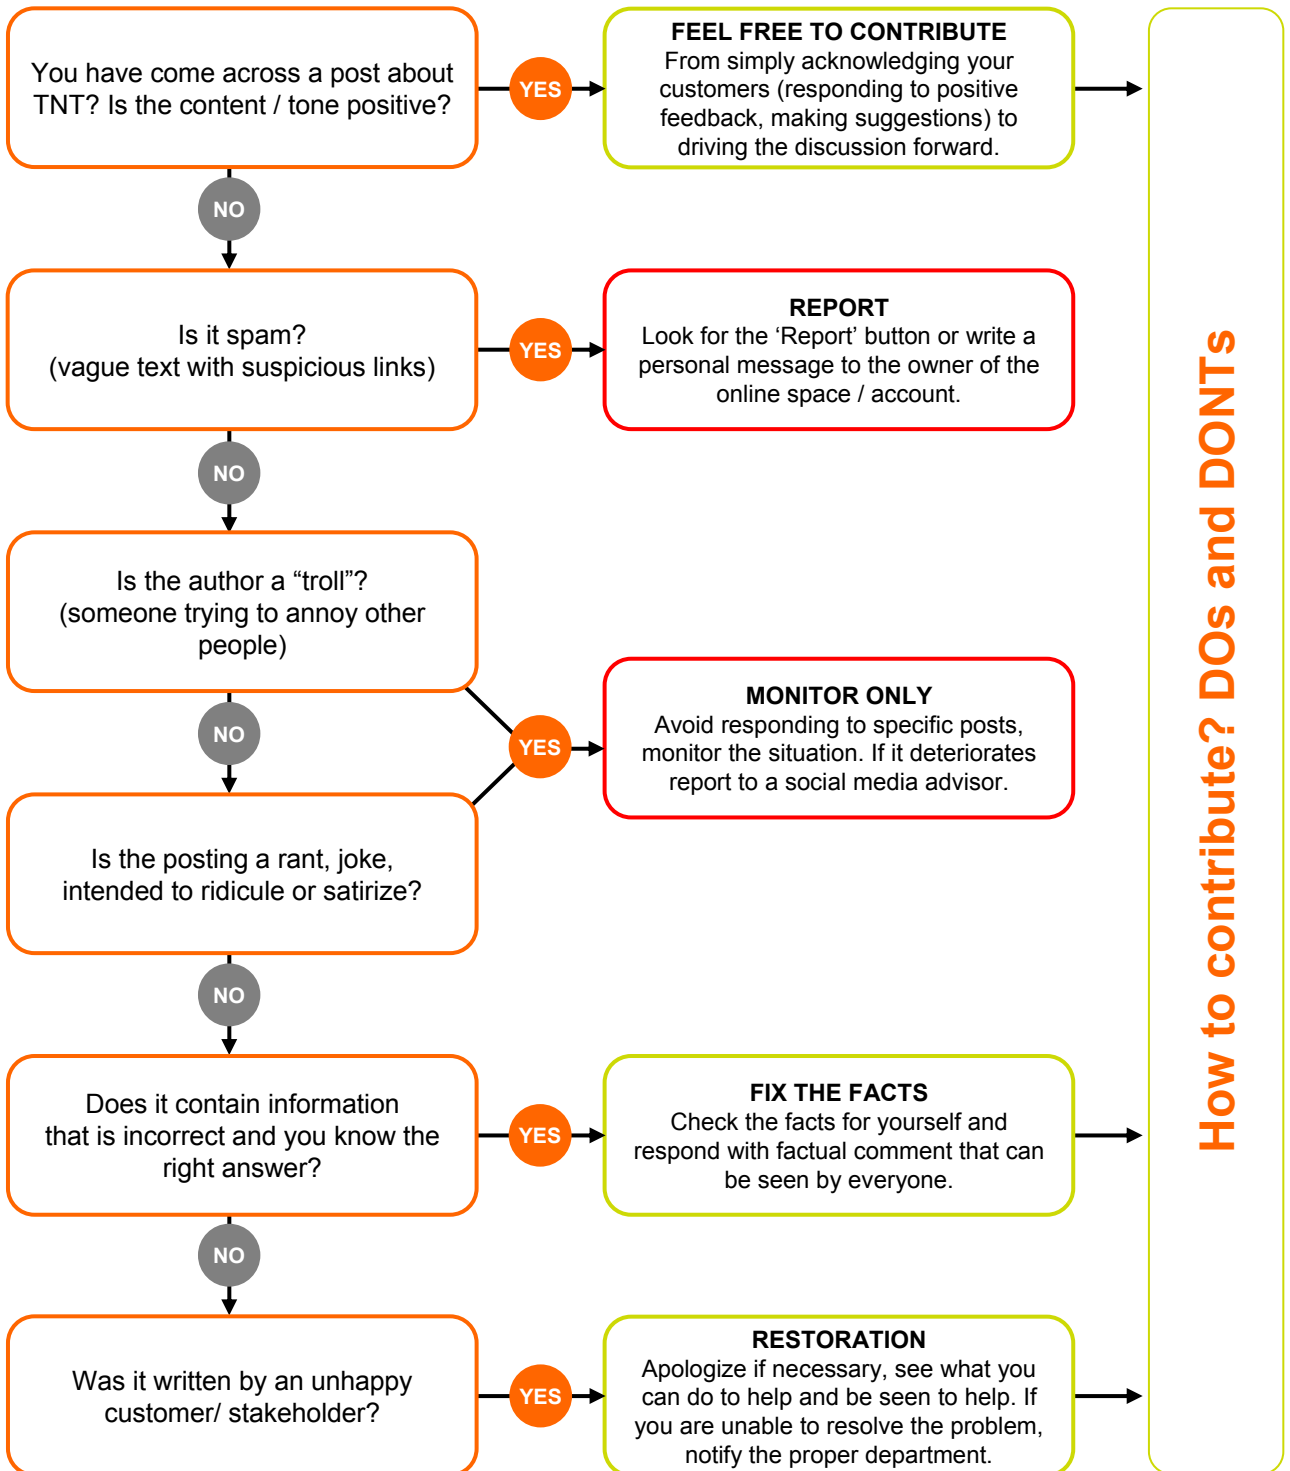 You have come across a post about
TNT? Is the content / tone positive?
YES
FEEL FREE TO CONTRIBUTE
From simply acknowledging your
customers (responding to positive
feedback, making suggestions) to
driving the discussion forward.
NO
Is it spam?
(vague text with suspicious links)
YES
REPORT
Look for the ‘Report’ button or write a
personal message to the owner of the
online space / account.
NO
Is the author a “troll”?
(someone trying to annoy other
people)
NO
YES
MONITOR ONLY
Avoid responding to specific posts,
monitor the situation. If it deteriorates
report to a social media advisor.
Is the posting a rant, joke,
intended to ridicule or satirize?
NO
Does it contain information
that is incorrect and you know the
right answer?
YES
FIX THE FACTS
Check the facts for yourself and
respond with factual comment that can
be seen by everyone.
NO
Was it written by an unhappy
customer/ stakeholder?
YES
RESTORATION
Apologize if necessary, see what you
can do to help and be seen to help. If
you are unable to resolve the problem,
notify the proper department.
How to contribute? DOs and DONTs